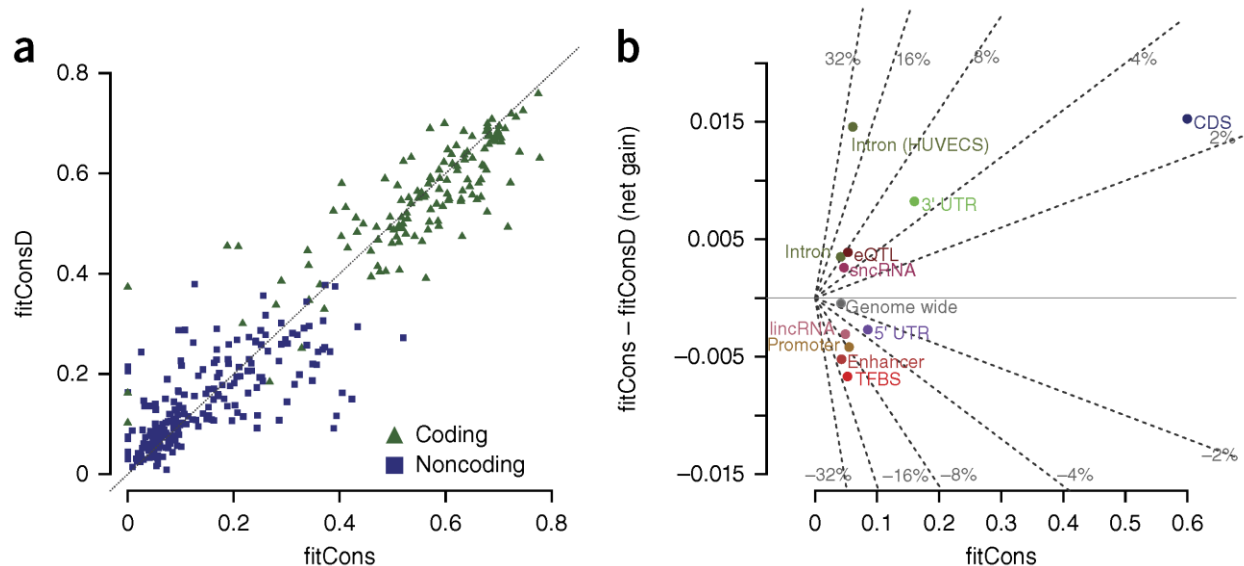 a
0.8
0.6
0.4
0.2
0
fitConsD
0
0.2
0.4
0.6
0.8
fitCons
Coding
Noncoding
b
0.015
0.005
−0.005
−0.015
fitCons – fitConsD (net gain)
32%
16%
8%
4%
2%
CDS
Intron (HUVECS)
3' UTR
Intron
eQTL
sncRNA
Genome wide
lincRNA
5' UTR
Promoter
Enhancer
TFBS
−32%
−16%
−8%
−4%
−2%
0
0.1
0.2
0.3
0.4
0.5
0.6
fitCons